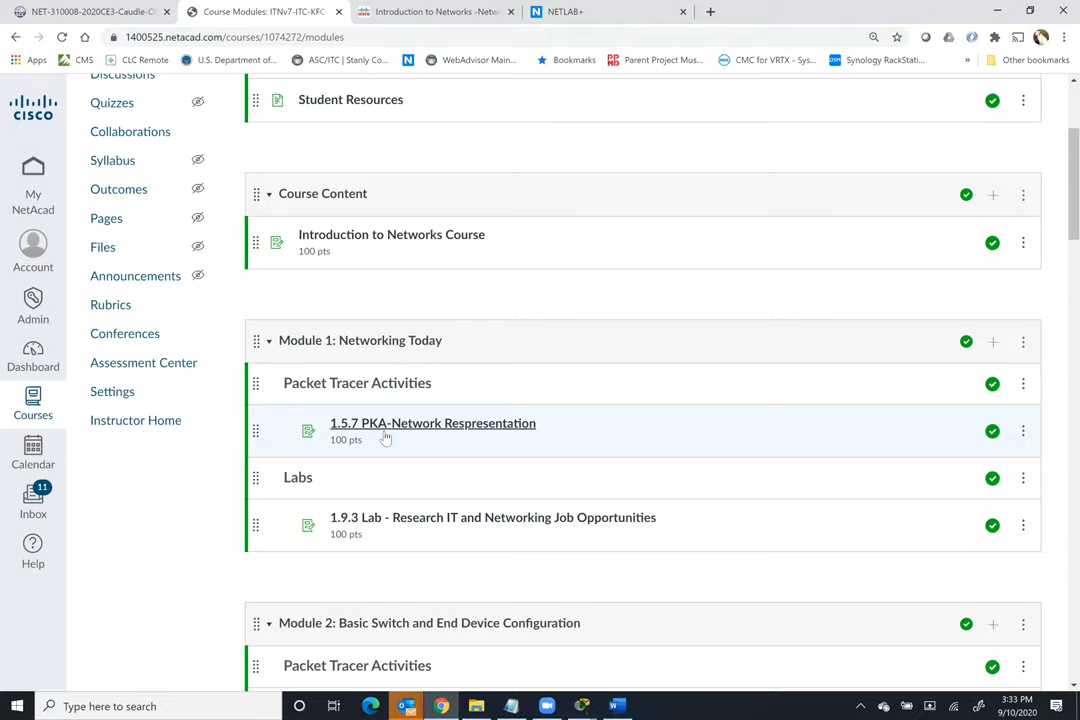 NET-310008-2020CE3-Caudle-O
Course Modules: ITNv7-ITC-KFC-
Introduction to Networks -Netw
NETLAB+
1400525.netacad.com/courses/1074272/modules
Apps
CMS
CLC Remote
U.S. Department of...
ASC/ITC | Stanly Co...
WebAdvisor Main...
Bookmarks
Parent Project Mus...
CMC for VRTX - Sys...
Synology RackStati...
»
Other bookmarks
CISCO
My
NetAcad
Account
Admin
Dashboard
Courses
Calendar
11
Inbox
Help
Discussions
Quizzes
Collaborations
Syllabus
Outcomes
Pages
Files
Announcements
Rubrics
Conferences
Assessment Center
Settings
Instructor Home
Student Resources
Course Content
Introduction to Networks Course
100 pts
Module 1: Networking Today
Packet Tracer Activities
1.5.7 PKA-Network Respresentation
100 pts
Labs
1.9.3 Lab - Research IT and Networking Job Opportunities
100 pts
Module 2: Basic Switch and End Device Configuration
Packet Tracer Activities
Type here to search
3:33 PM
9/10/2020